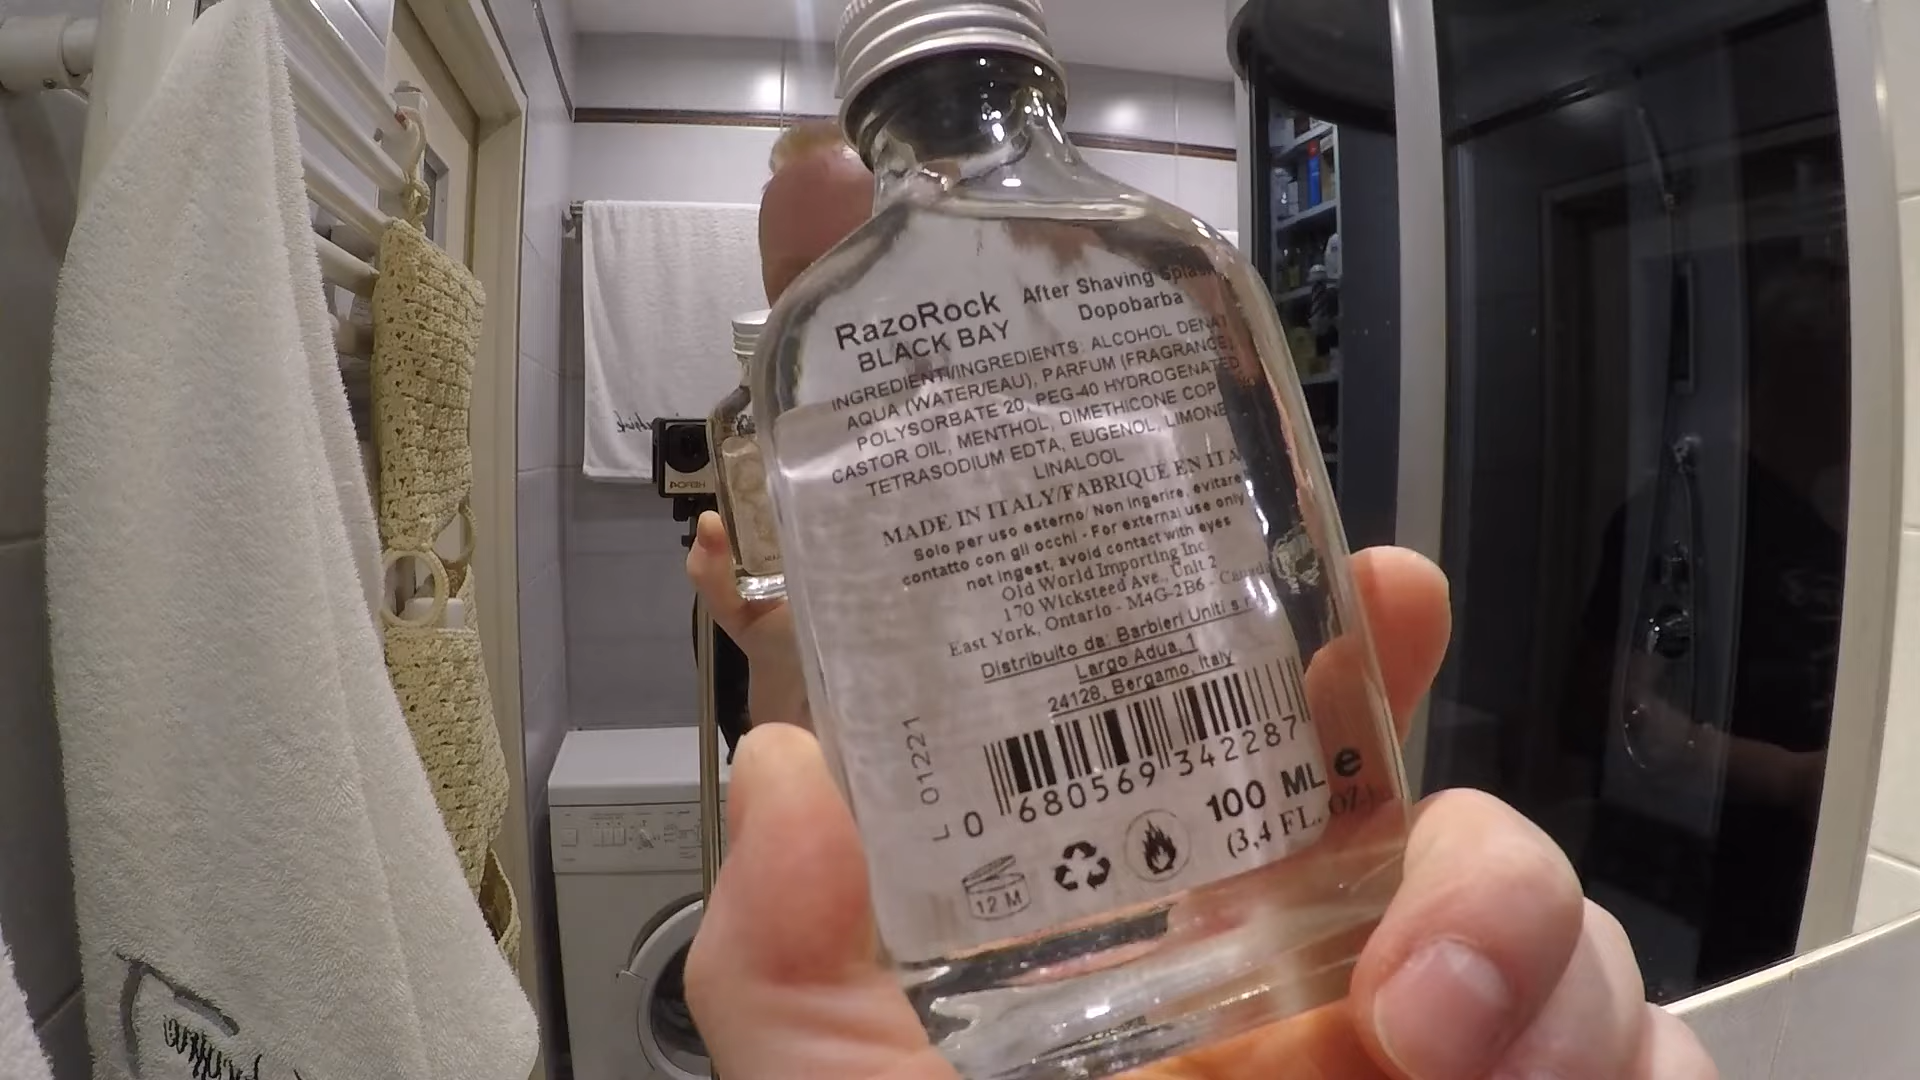 RazoRock
BLACK BAY
After Shaving Splash
Dopobarba
INGREDIENTI/INGREDIENTS: ALCOHOL DENAT
AQUA (WATER/EAU), PARFUM (FRAGRANCE),
POLYSORBATE 20, PEG-40 HYDROGENATED
CASTOR OIL, MENTHOL, DIMETHICONE COP
TETRASODIUM EDTA, EUGENOL, LIMONE
LINALOOL
MADE IN ITALY/FABRIQUE EN ITA
Solo per uso esterno/ Non ingerire, evitare
contatto con gli occhi - For external use only
not ingest, avoid contact with eyes
Old World Importing Inc.
170 Wicksteed Ave., Unit 2
East York, Ontario - M4G-2B6 - Canada
Distribuito da: Barbieri Uniti s.r
Largo Adua, 1
24128, Bergamo, Italy
L 01221
0 680569 342287
100 ML e
(3,4 FL. OZ.)
12 M